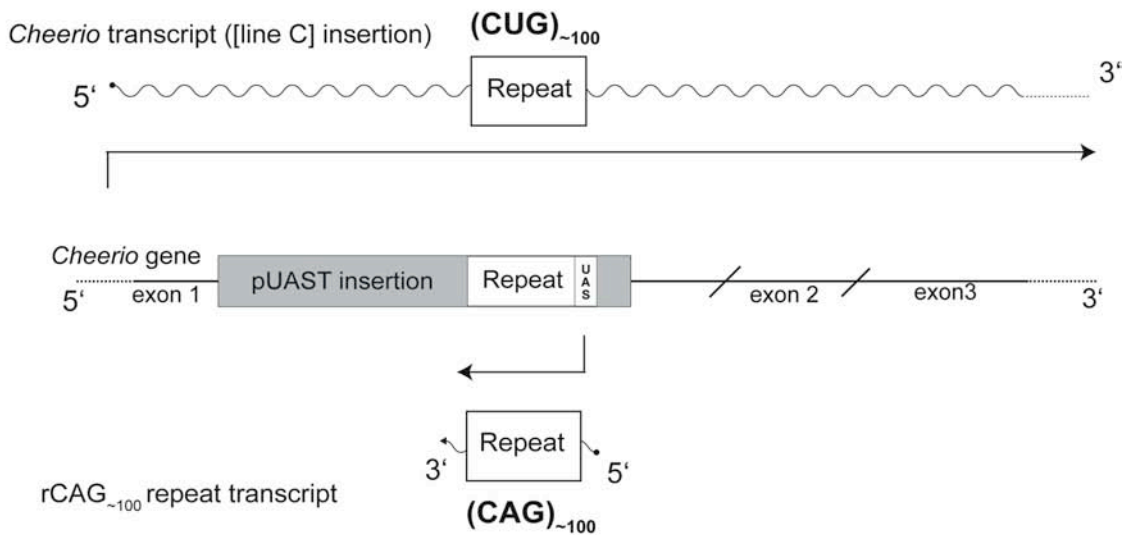 Cheerio transcript ([line C] insertion)
(CUG)~100
5‘
Repeat
3‘
Cheerio gene
5‘
exon 1
pUAST insertion
Repeat
UAS
exon 2
exon3
3‘
3‘
Repeat
5‘
rCAG~100 repeat transcript
(CAG)~100